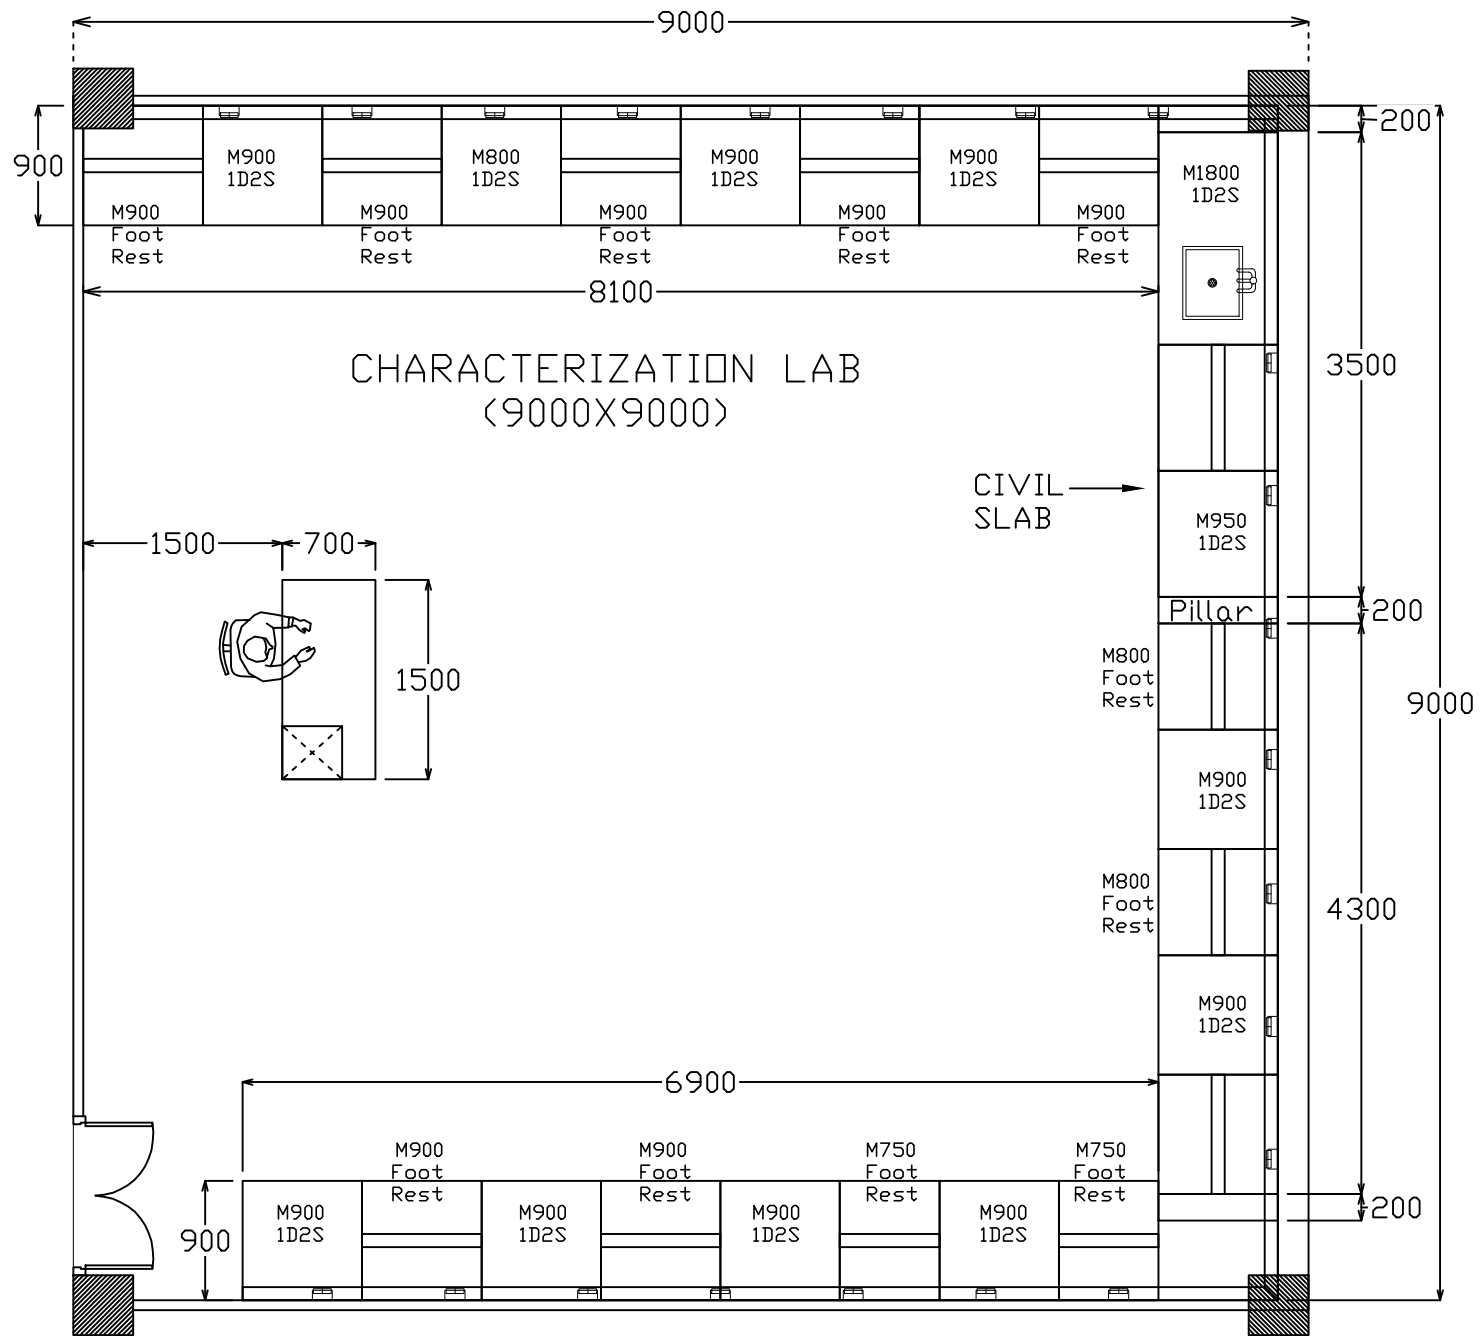 9000
200
900
M900
1D2S
M800
1D2S
M900
1D2S
M900
1D2S
M1800
1D2S
M900
Foot
Rest
M900
Foot
Rest
M900
Foot
Rest
M900
Foot
Rest
M900
Foot
Rest
8100
CHARACTERIZATION LAB
(9000X9000)
3500
CIVIL
SLAB
M950
1D2S
1500
700
Pillar
200
1500
M800
Foot
Rest
9000
M900
1D2S
M800
Foot
Rest
4300
M900
1D2S
6900
M900
Foot
Rest
M900
Foot
Rest
M750
Foot
Rest
M750
Foot
Rest
200
900
M900
1D2S
M900
1D2S
M900
1D2S
M900
1D2S